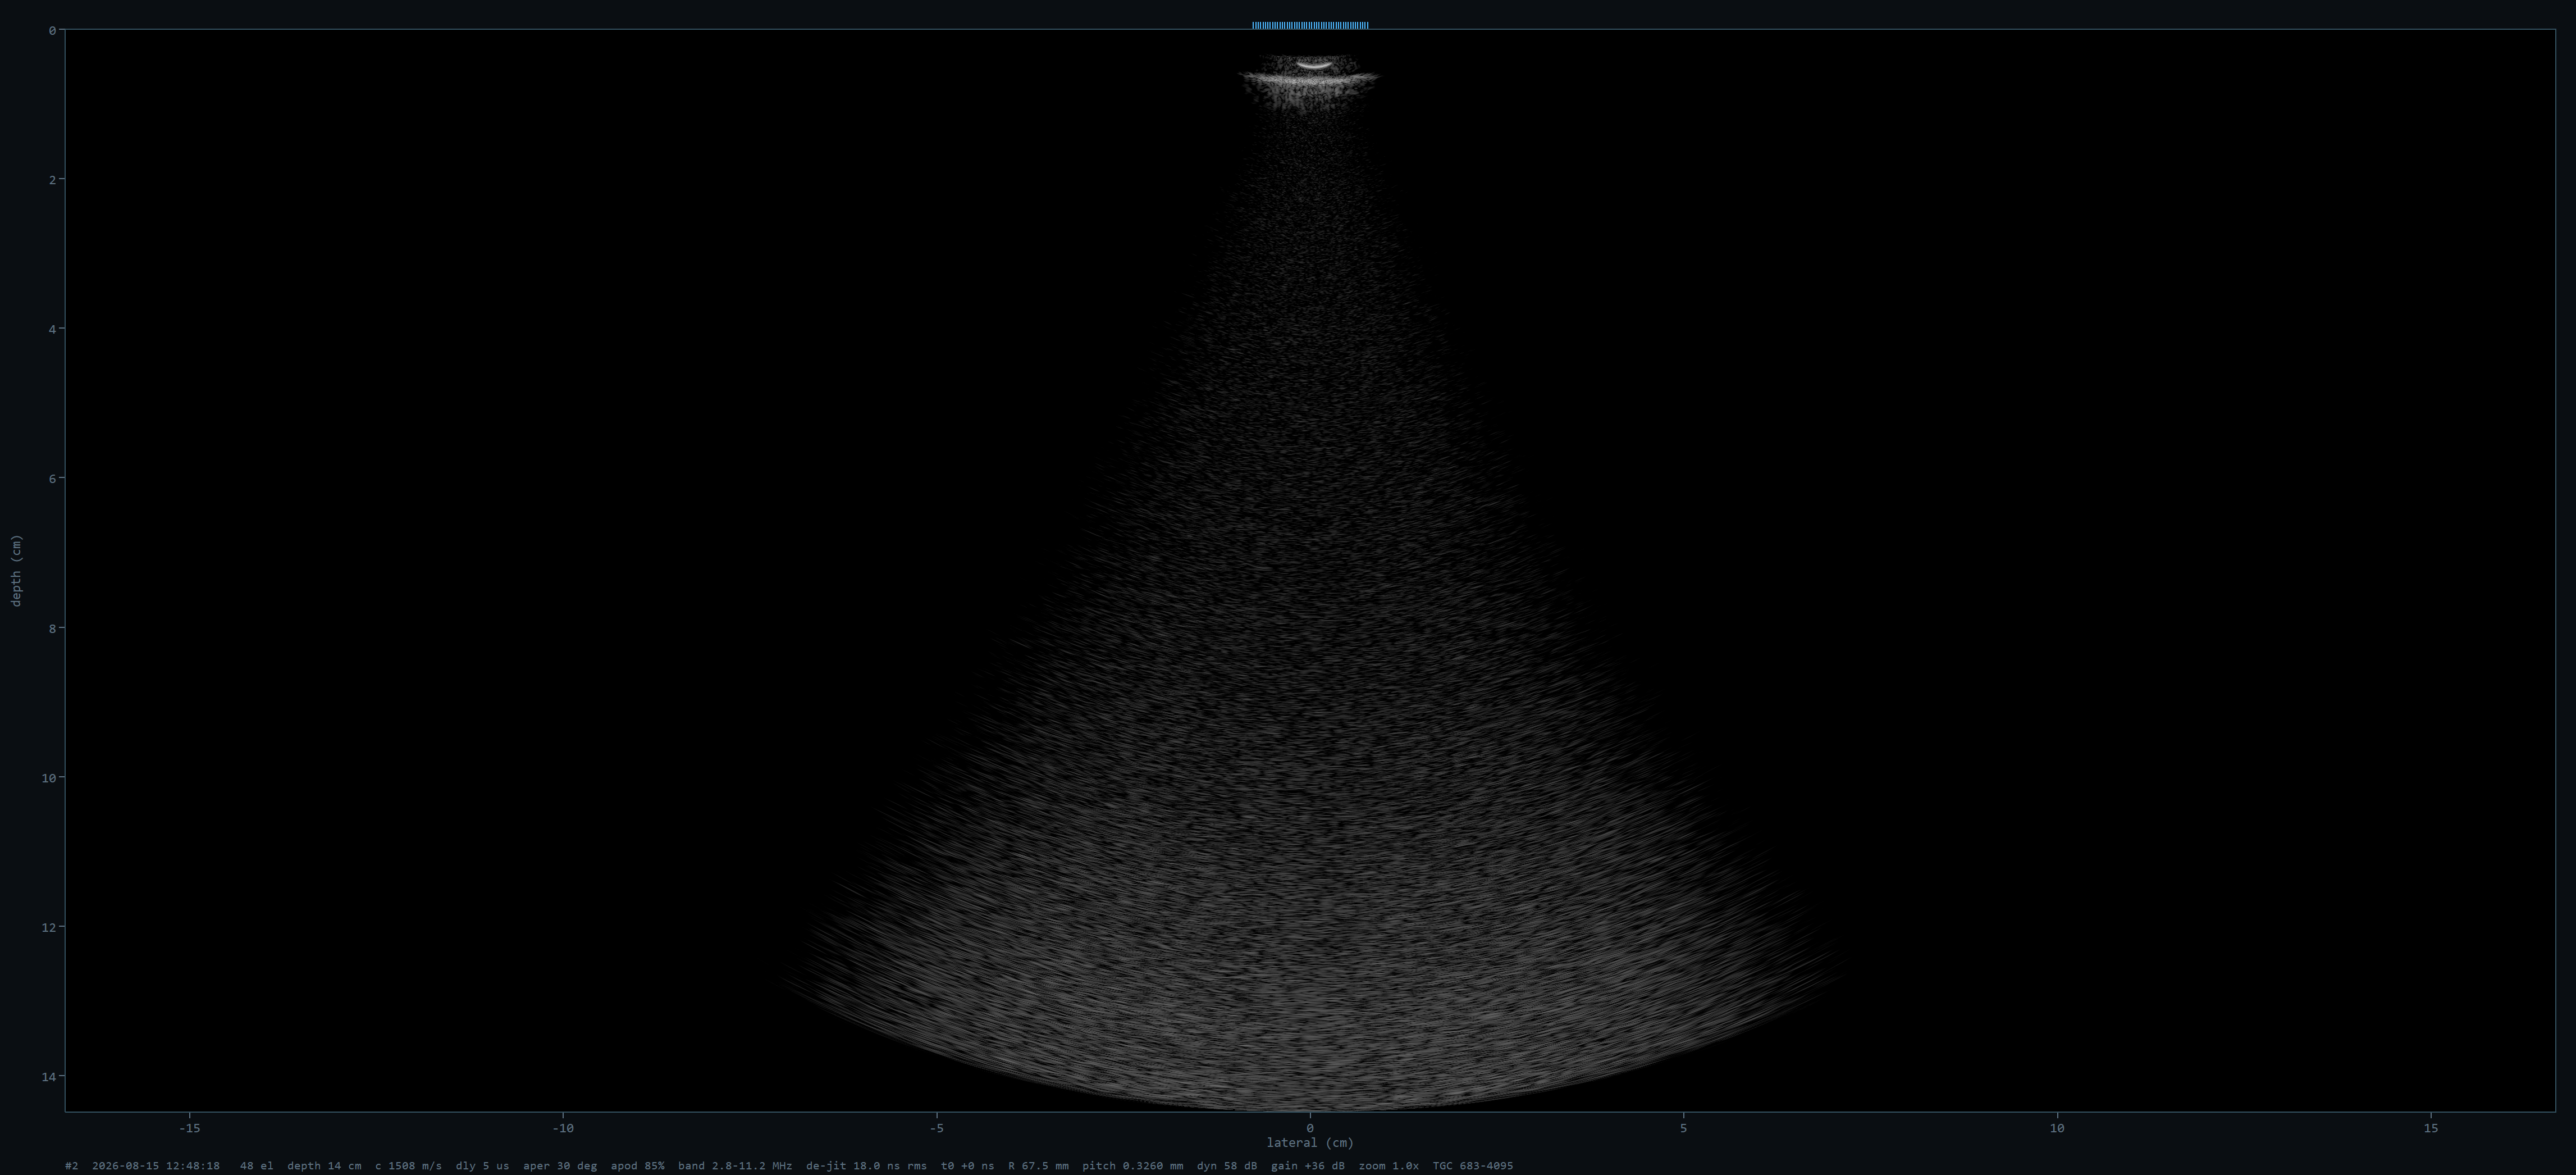 0
2
4
6
8
10
12
14
depth (cm)
-15 -10 -5 0 5 10 15
lateral (cm)
#2 2026-08-15 12:48:18 48 el depth 14 cm c 1508 m/s dly 5 us aper 30 deg apod 85% band 2.8-11.2 MHz de-jit 18.0 ns rms t0 +0 ns R 67.5 mm pitch 0.3260 mm dyn 58 dB gain +36 dB zoom 1.0x TGC 683-4095